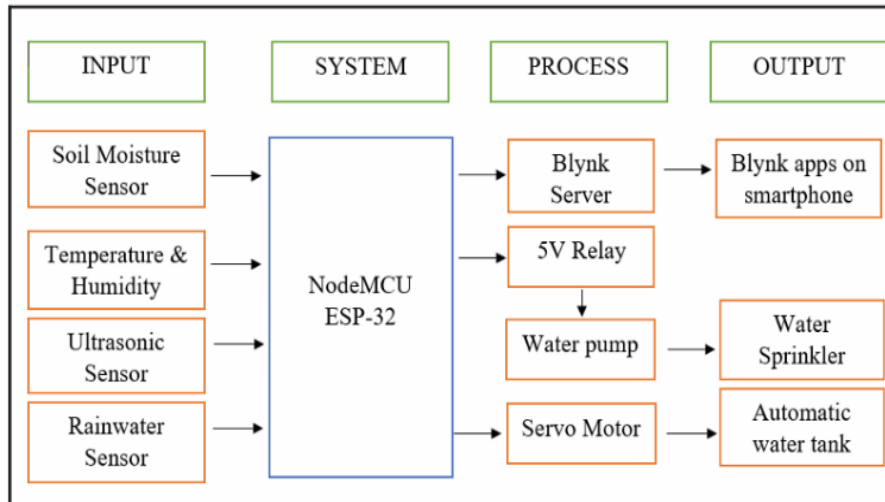 INPUT
SYSTEM
PROCESS
OUTPUT
Soil Moisture
Sensor
Temperature &
Humidity
Ultrasonic
Sensor
Rainwater
Sensor
NodeMCU
ESP-32
Blynk
Server
5V Relay
Water pump
Servo Motor
Blynk apps on
smartphone
Water
Sprinkler
Automatic
water tank